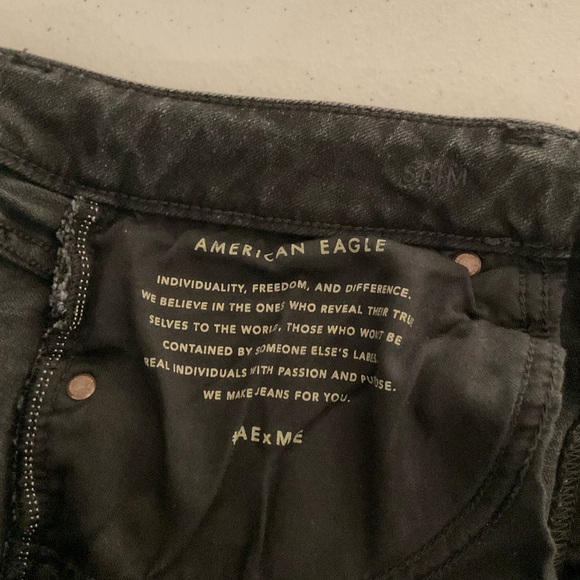 SLIM
AMERICAN EAGLE
INDIVIDUALITY, FREEDOM, AND DIFFERENCE.
WE BELIEVE IN THE ONES WHO REVEAL THEIR TRUE
SELVES TO THE WORLD, THOSE WHO WON'T BE
CONTAINED BY SOMEONE ELSE'S LABEL.
REAL INDIVIDUALS WITH PASSION AND PURPOSE.
WE MAKE JEANS FOR YOU.
#AExME